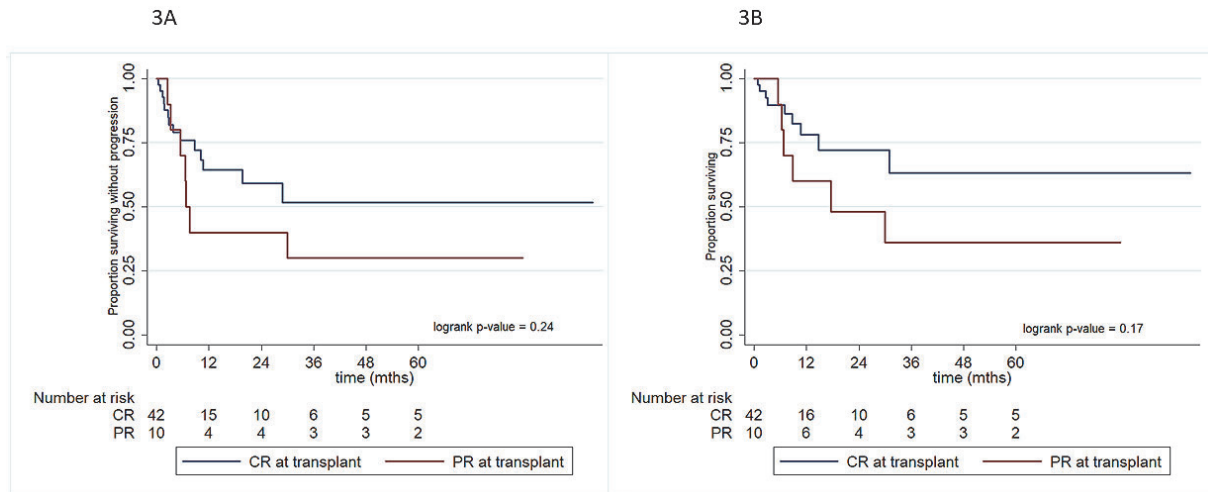 3A
3B
Proportion surviving without progression
1.00
0.75
0.50
0.25
0.00
logrank p-value = 0.24
0 12 24 36 48 60
time (mths)
Number at risk
CR 42 15 10 6 5 5
PR 10 4 4 3 3 2
CR at transplant PR at transplant
Proportion surviving
1.00
0.75
0.50
0.25
0.00
logrank p-value = 0.17
0 12 24 36 48 60
time (mths)
Number at risk
CR 42 16 10 6 5 5
PR 10 6 4 3 3 2
CR at transplant PR at transplant